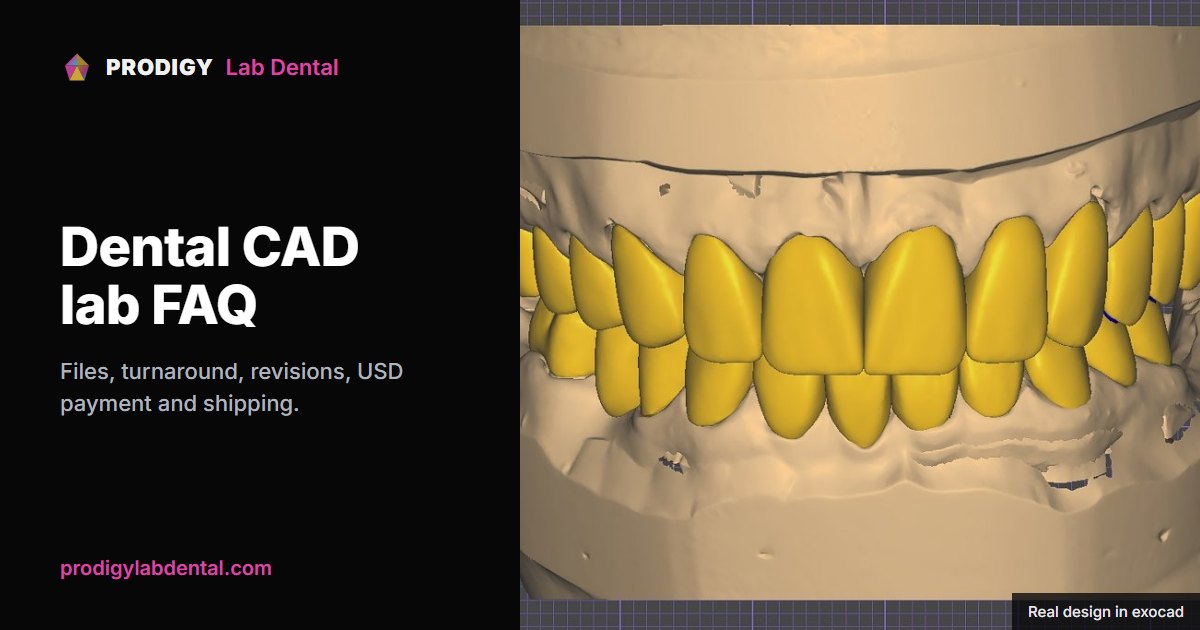 PRODIGY Lab Dental
Dental CAD
lab FAQ
Files, turnaround, revisions, USD
payment and shipping.
prodigylabdental.com
Real design in exocad